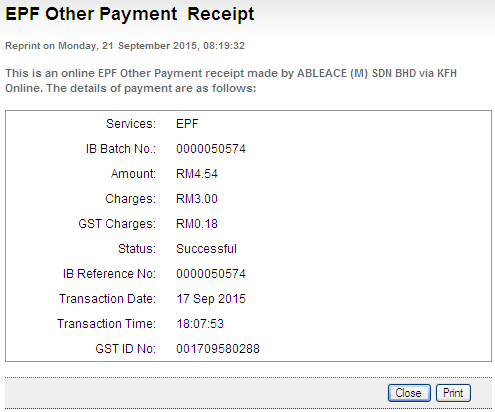 EPF Other Payment Receipt
Reprint on Monday, 21 September 2015, 08:19:32
This is an online EPF Other Payment receipt made by ABLEACE (M) SDN BHD via KFH
Online. The details of payment are as follows:
Services: EPF
IB Batch No.: 0000050574
Amount: RM4.54
Charges: RM3.00
GST Charges: RM0.18
Status: Successful
IB Reference No: 0000050574
Transaction Date: 17 Sep 2015
Transaction Time: 18:07:53
GST ID No: 001709580288
Close Print